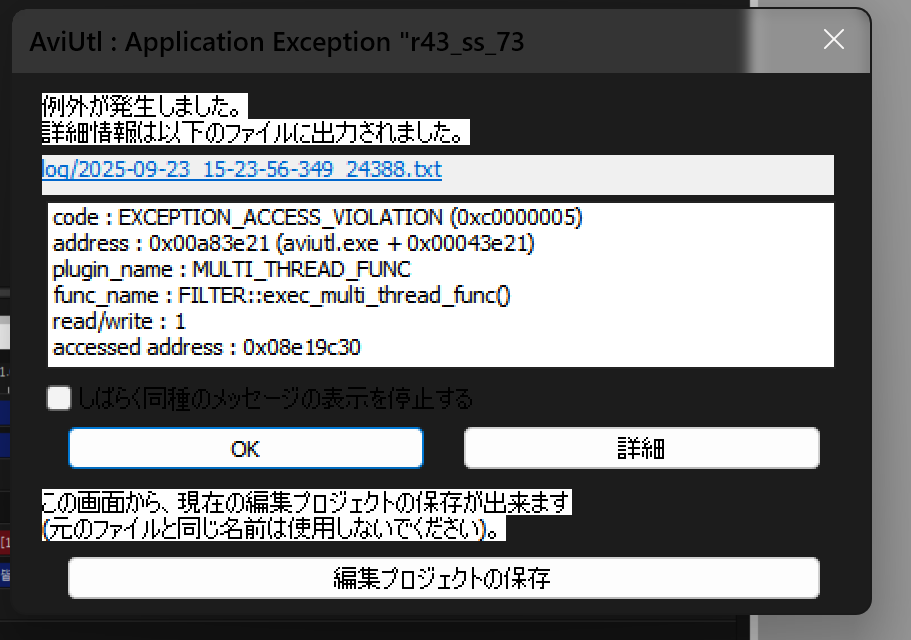 AviUtl : Application Exception "r43_ss_73
例外が発生しました。
詳細情報は以下のファイルに出力されました。
log/2025-09-23_15-23-56-349_24388.txt
code : EXCEPTION_ACCESS_VIOLATION (0xc0000005)
address : 0x00a83e21 (aviutl.exe + 0x00043e21)
plugin_name : MULTI_THREAD_FUNC
func_name : FILTER::exec_multi_thread_func()
read/write : 1
accessed address : 0x08e19c30
しばらく同種のメッセージの表示を停止する
OK
詳細
この画面から、現在の編集プロジェクトの保存が出来ます
(元のファイルと同じ名前は使用しないでください)。
編集プロジェクトの保存